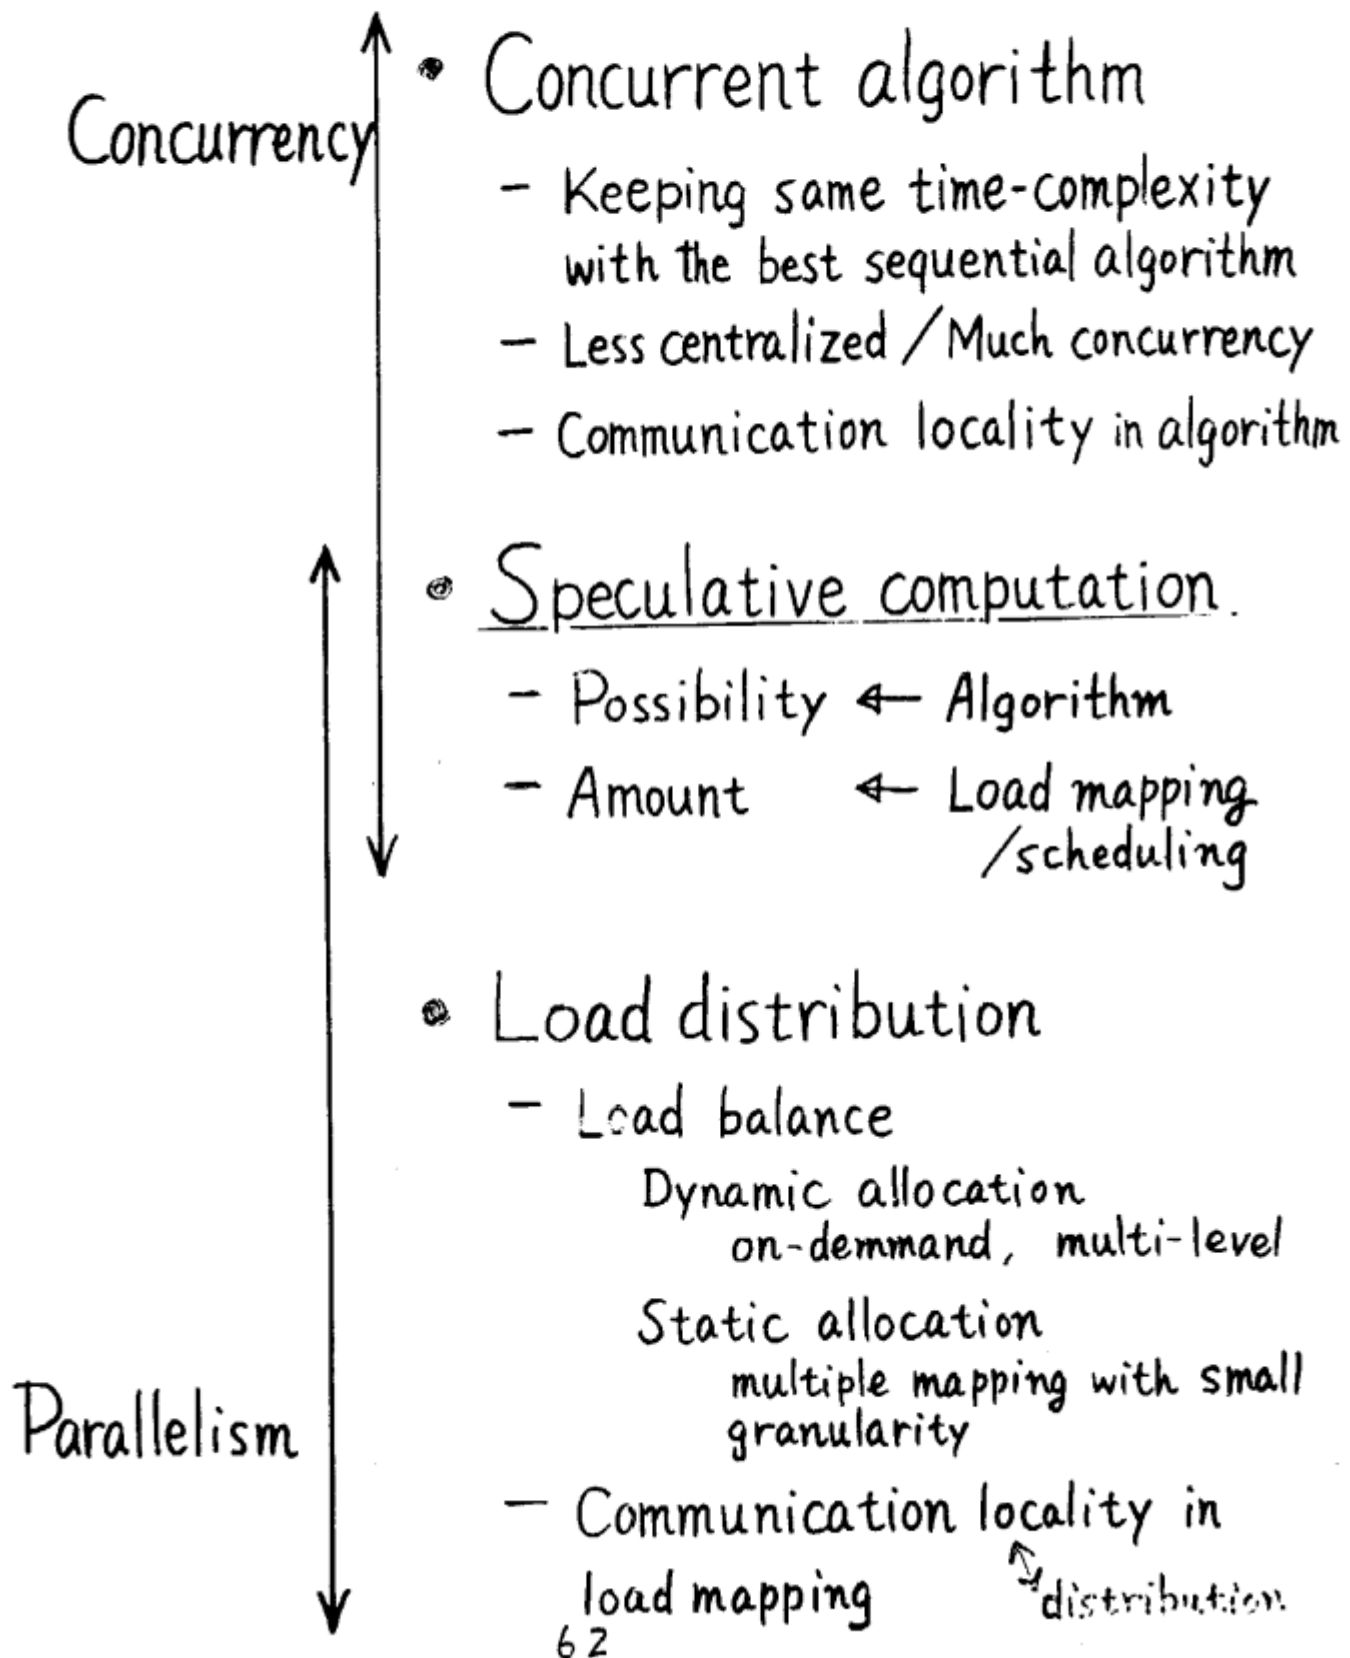 • Concurrent algorithm
Concurrency
- Keeping same time-complexity
with the best sequential algorithm
- Less centralized / Much concurrency
- Communication locality in algorithm
• Speculative computation.
- Possibility ← Algorithm
- Amount ← Load mapping
/scheduling
• Load distribution
- Load balance
Dynamic allocation
on-demmand, multi-level
Static allocation
multiple mapping with small
granularity
Parallelism
- Communication locality in
load mapping distribution
62